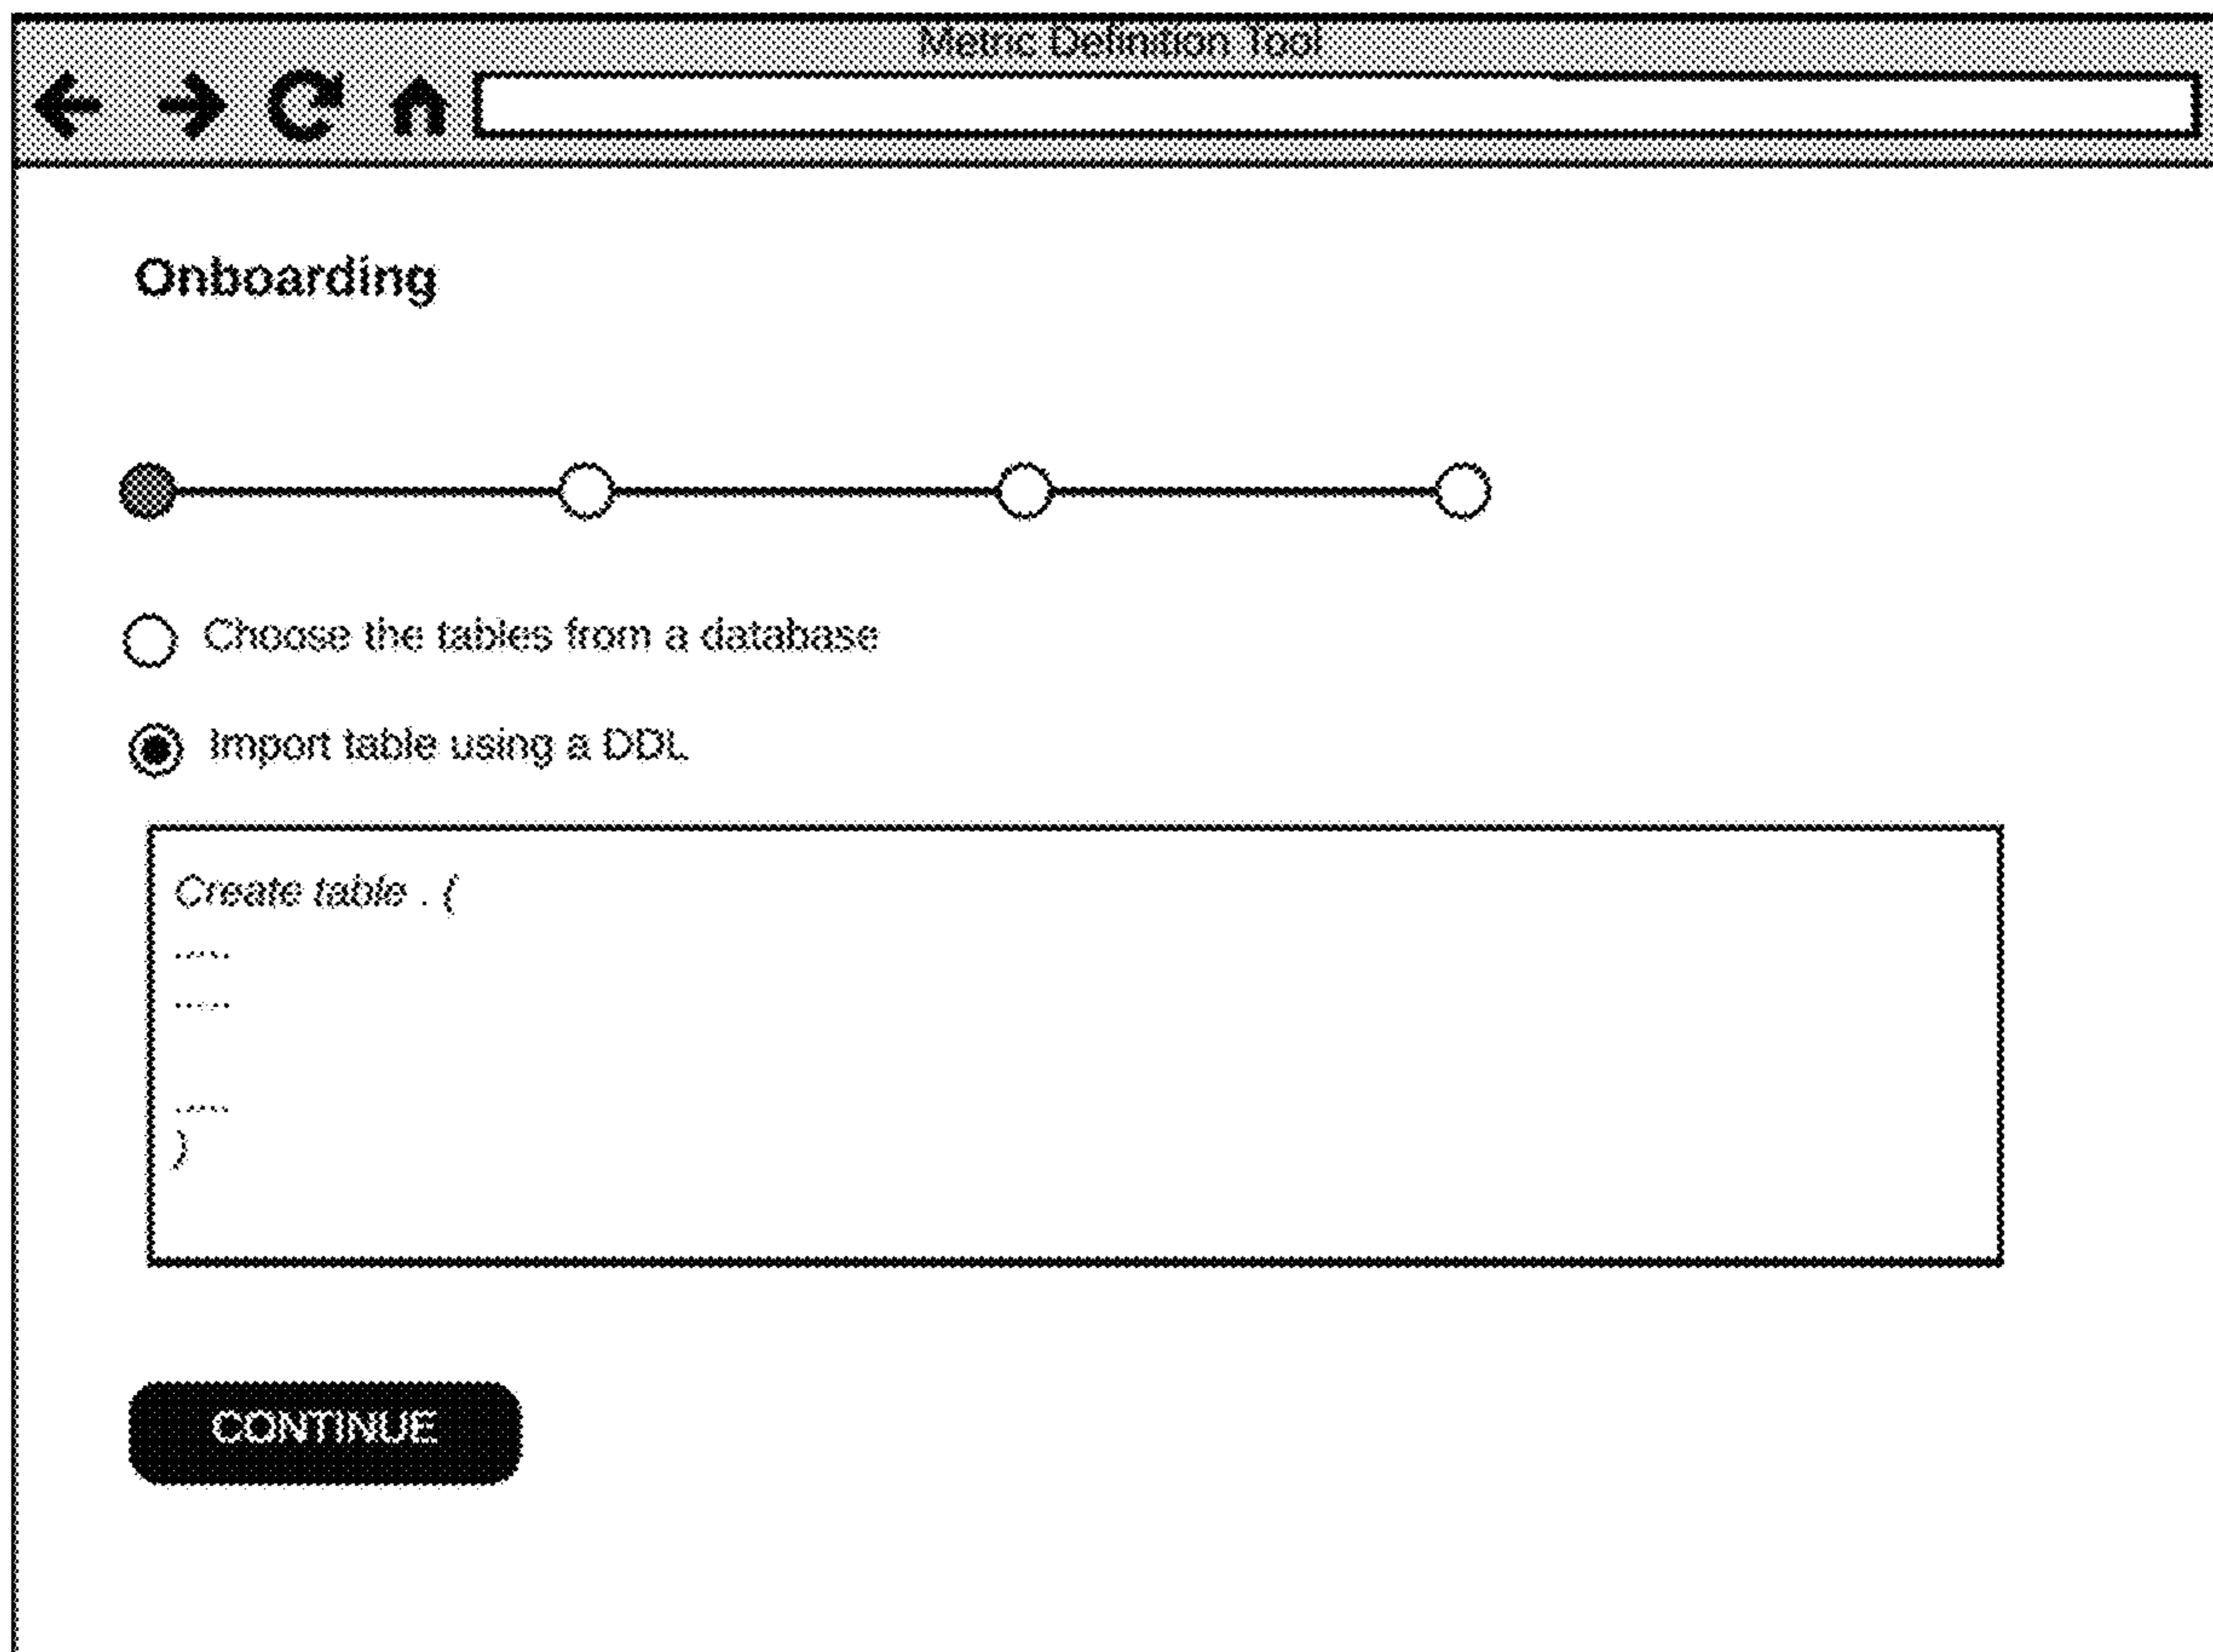 Metric Definition Tool
Onboarding
Choose the tables from a database
Import table using a DDL
Create table . (
.....
.....
.....
)
CONTINUE